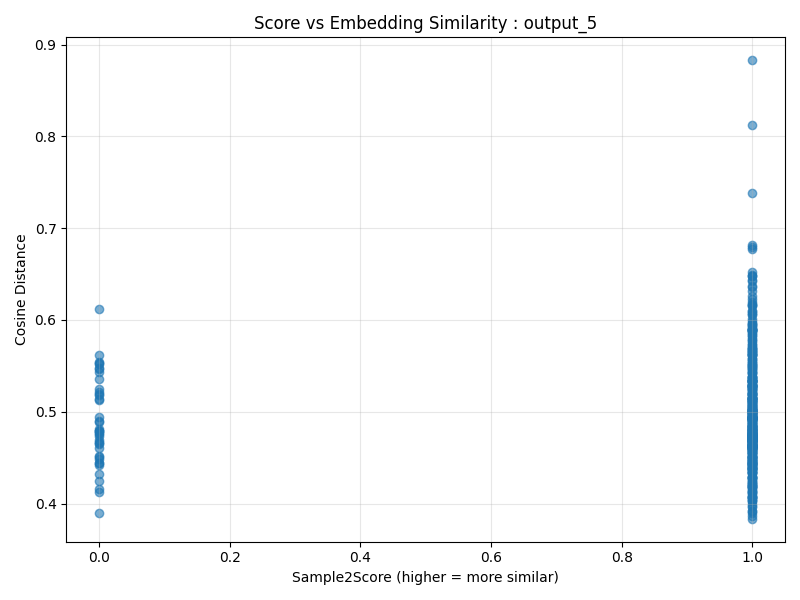 Score vs Embedding Similarity : output_5
Cosine Distance
0.9
0.8
0.7
0.6
0.5
0.4
0.0 0.2 0.4 0.6 0.8 1.0
Sample2Score (higher = more similar)